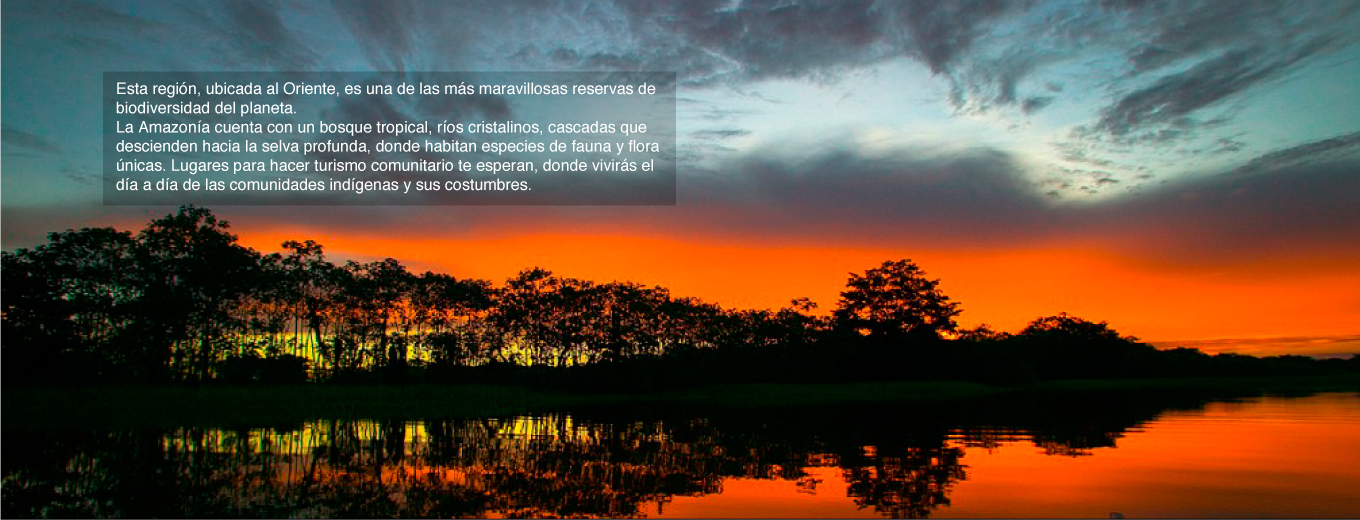 Esta región, ubicada al Oriente, es una de las más maravillosas reservas de
biodiversidad del planeta.
La Amazonía cuenta con un bosque tropical, ríos cristalinos, cascadas que
descienden hacia la selva profunda, donde habitan especies de fauna y flora
únicas. Lugares para hacer turismo comunitario te esperan, donde vivirás el
día a día de las comunidades indígenas y sus costumbres.